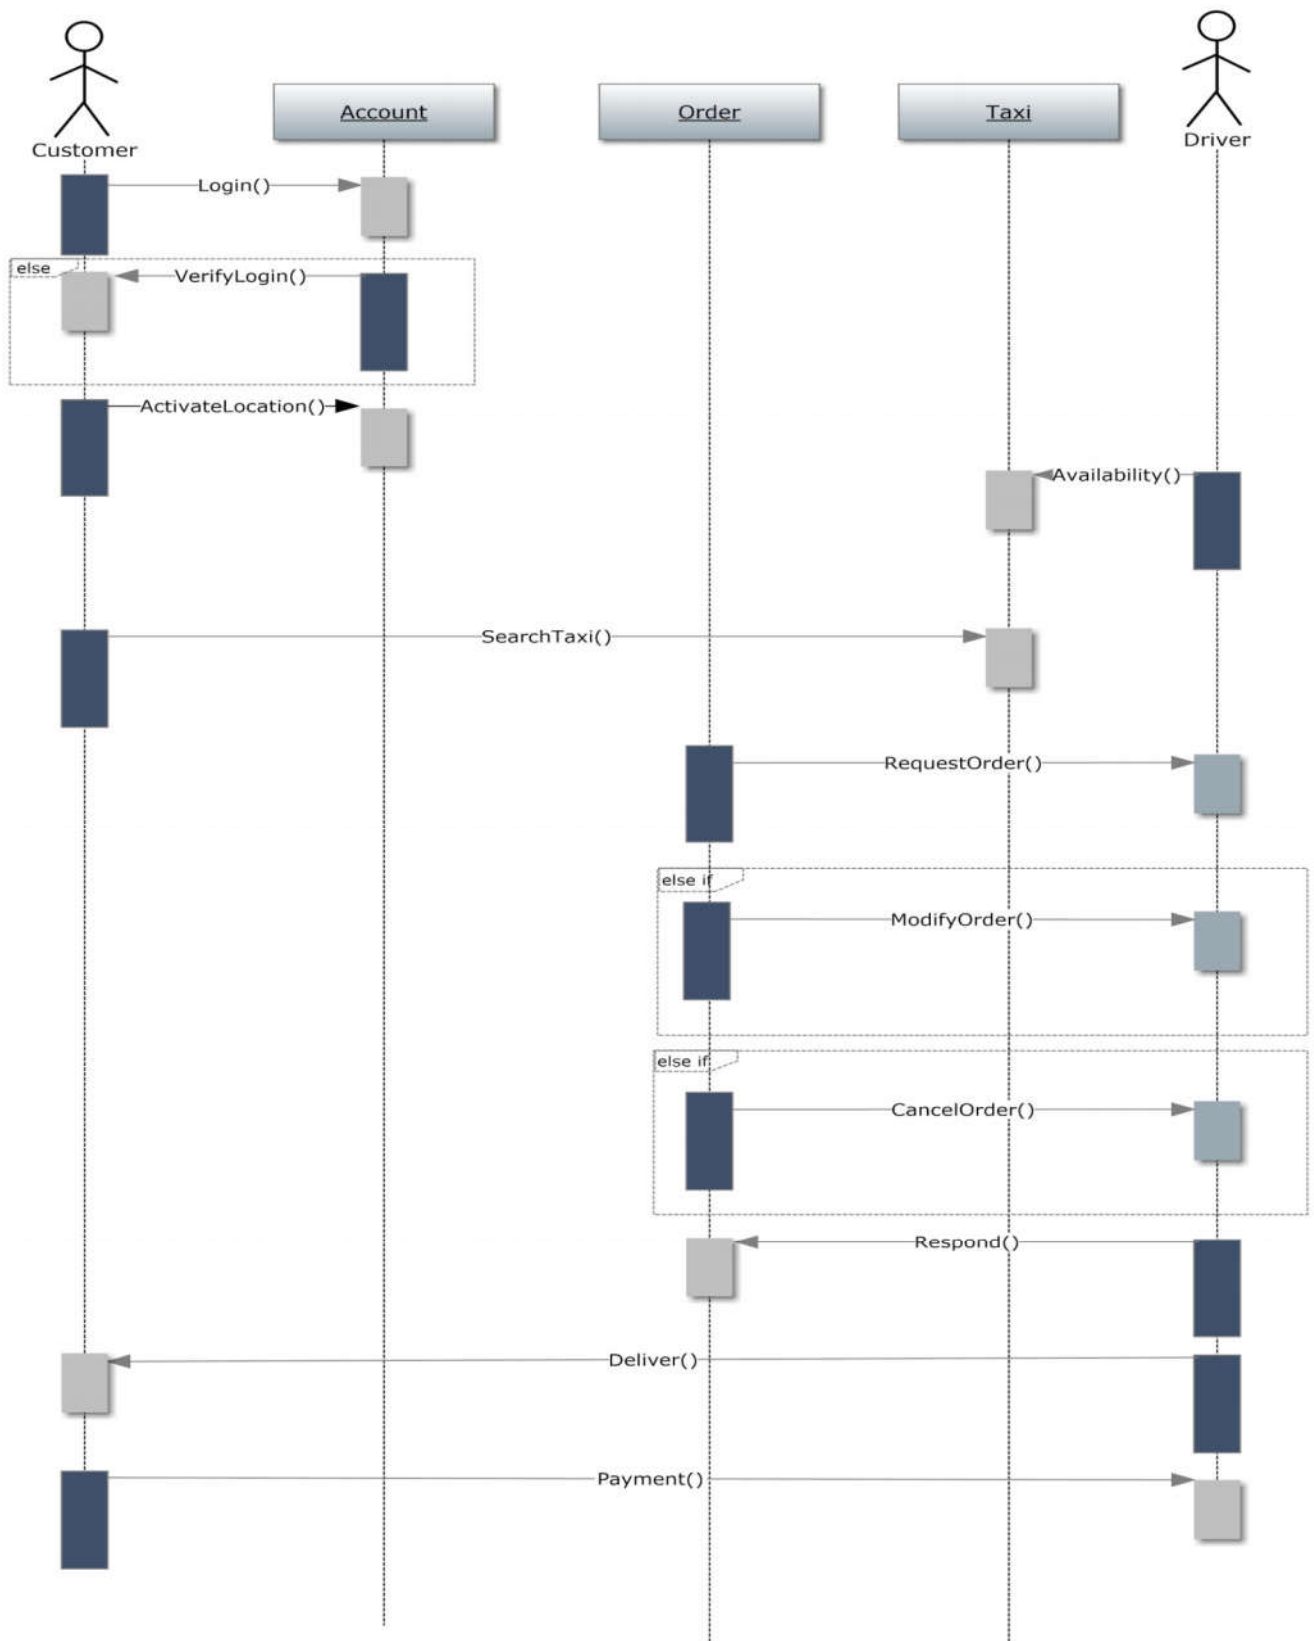 Account
Order
Taxi
Customer
Driver
Login()
else
VerifyLogin()
ActivateLocation()
Availability()
SearchTaxi()
RequestOrder()
else if
ModifyOrder()
else if
CancelOrder()
Respond()
Deliver()
Payment()